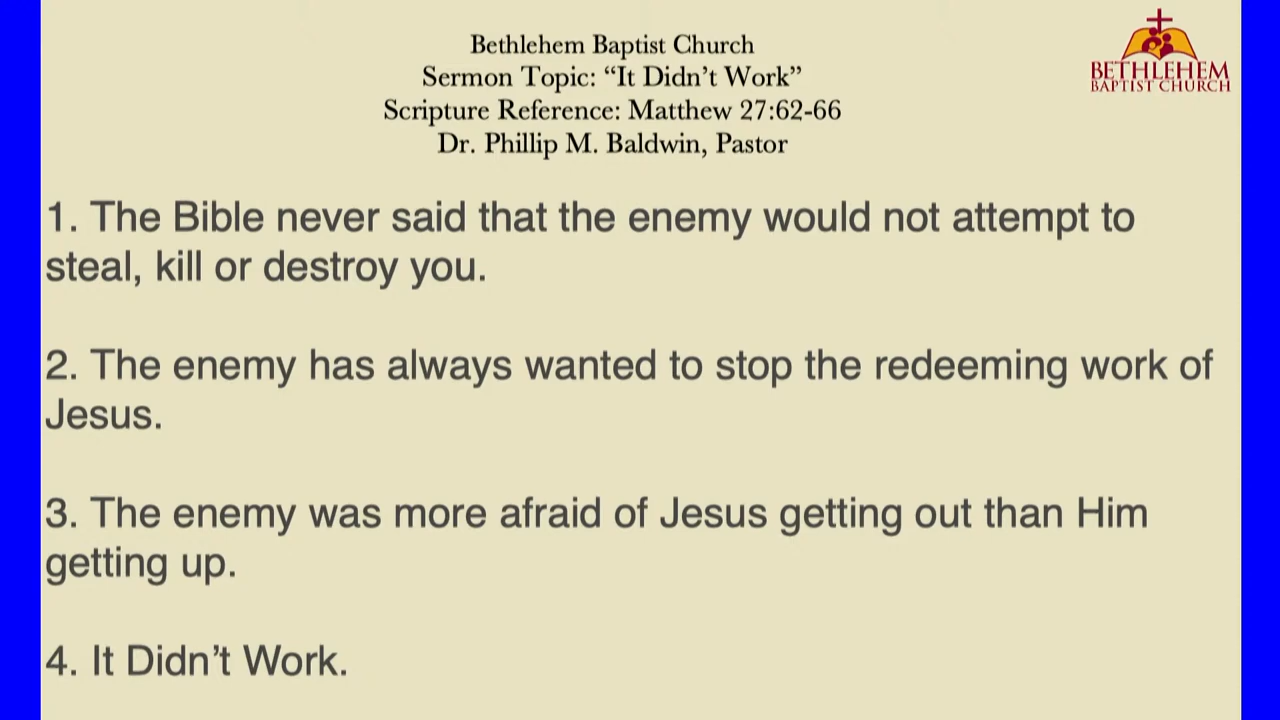 Bethlehem Baptist Church
Sermon Topic: “It Didn’t Work”
Scripture Reference: Matthew 27:62-66
Dr. Phillip M. Baldwin, Pastor
BETHLEHEM
BAPTIST CHURCH
1. The Bible never said that the enemy would not attempt to
steal, kill or destroy you.
2. The enemy has always wanted to stop the redeeming work of
Jesus.
3. The enemy was more afraid of Jesus getting out than Him
getting up.
4. It Didn’t Work.